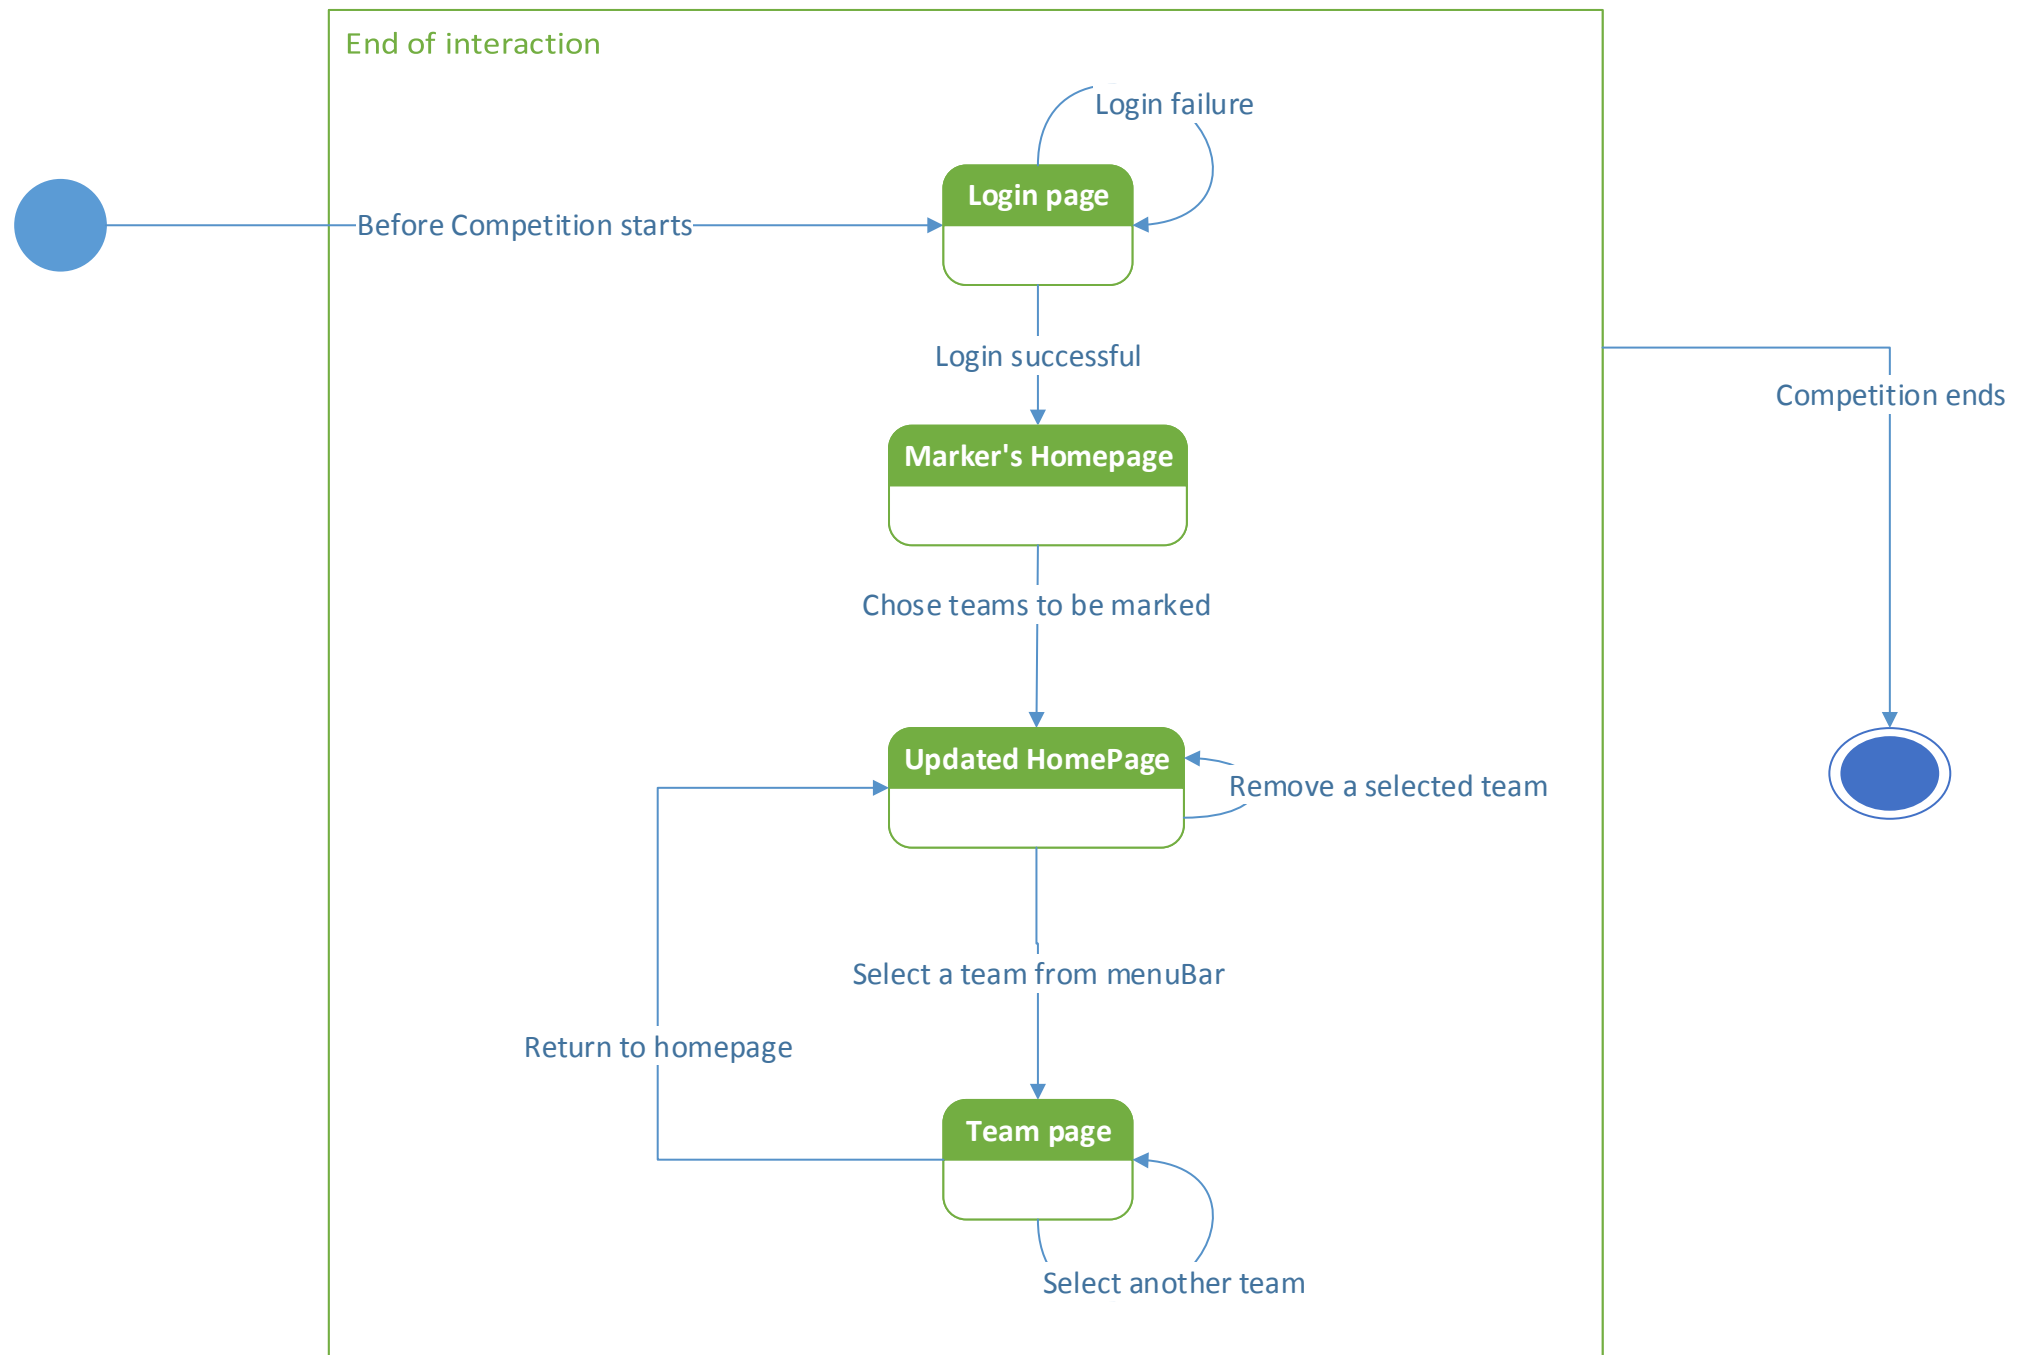 End of interaction
Login failure
Login page
Before Competition starts
Login successful
Competition ends
Marker's Homepage
Chose teams to be marked
Updated HomePage
Remove a selected team
Select a team from menuBar
Return to homepage
Team page
Select another team